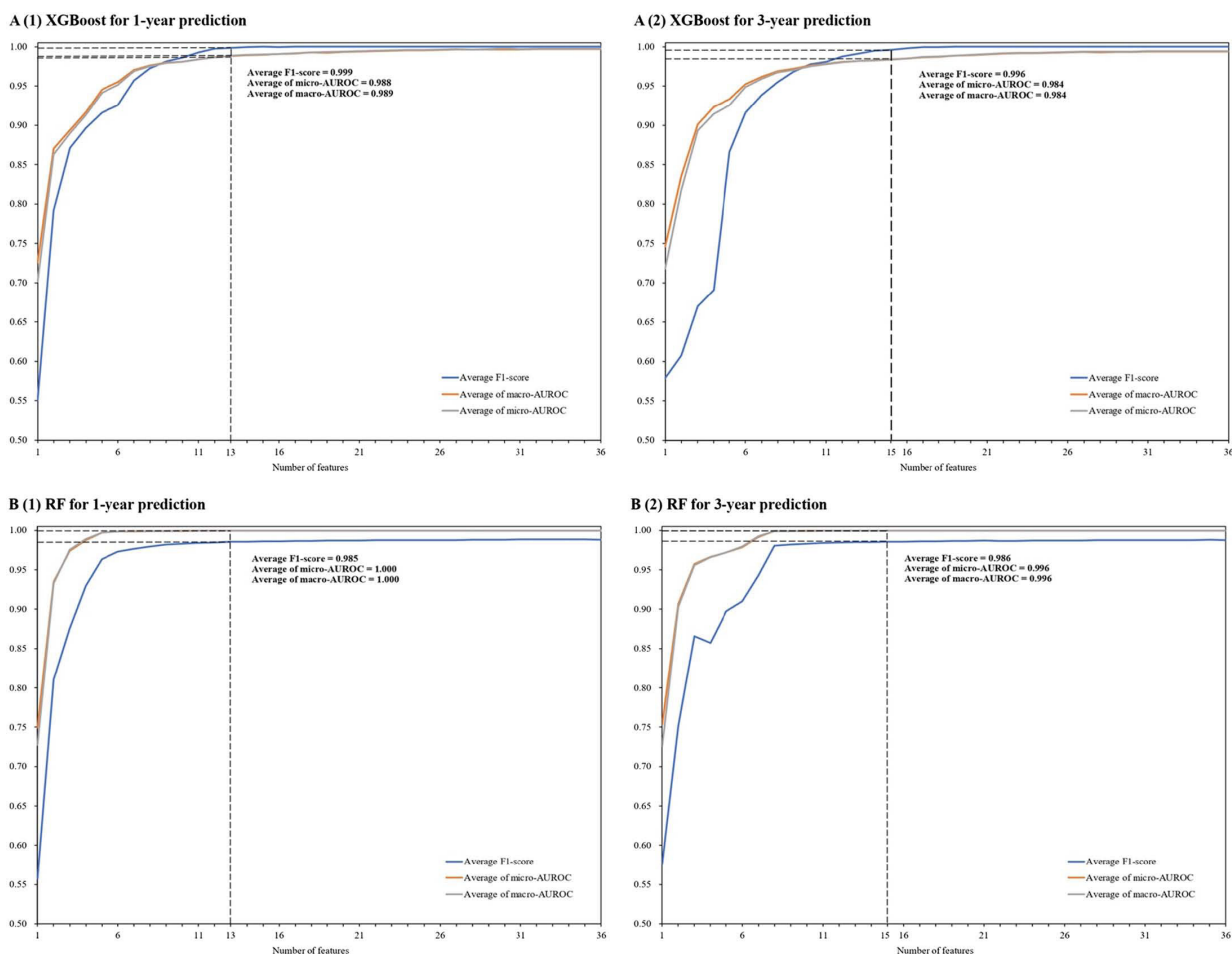 A (1) XGBoost for 1-year prediction
1.00
0.95
0.90
0.85
0.80
0.75
0.70
0.65
0.60
0.55
0.50
Average F1-score = 0.999
Average of micro-AUROC = 0.988
Average of macro-AUROC = 0.989
Average F1-score
Average of macro-AUROC
Average of micro-AUROC
1 6 11 13 16 21 26 31 36
Number of features
A (2) XGBoost for 3-year prediction
1.00
0.95
0.90
0.85
0.80
0.75
0.70
0.65
0.60
0.55
0.50
Average F1-score = 0.996
Average of micro-AUROC = 0.984
Average of macro-AUROC = 0.984
Average F1-score
Average of macro-AUROC
Average of micro-AUROC
1 6 11 15 16 21 26 31 36
Number of features
B (1) RF for 1-year prediction
1.00
0.95
0.90
0.85
0.80
0.75
0.70
0.65
0.60
0.55
0.50
Average F1-score = 0.985
Average of micro-AUROC = 1.000
Average of macro-AUROC = 1.000
Average F1-score
Average of micro-AUROC
Average of macro-AUROC
1 6 11 13 16 21 26 31 36
Number of features
B (2) RF for 3-year prediction
1.00
0.95
0.90
0.85
0.80
0.75
0.70
0.65
0.60
0.55
0.50
Average F1-score = 0.986
Average of micro-AUROC = 0.996
Average of macro-AUROC = 0.996
Average F1-score
Average of micro-AUROC
Average of macro-AUROC
1 6 11 15 16 21 26 31 36
Number of features